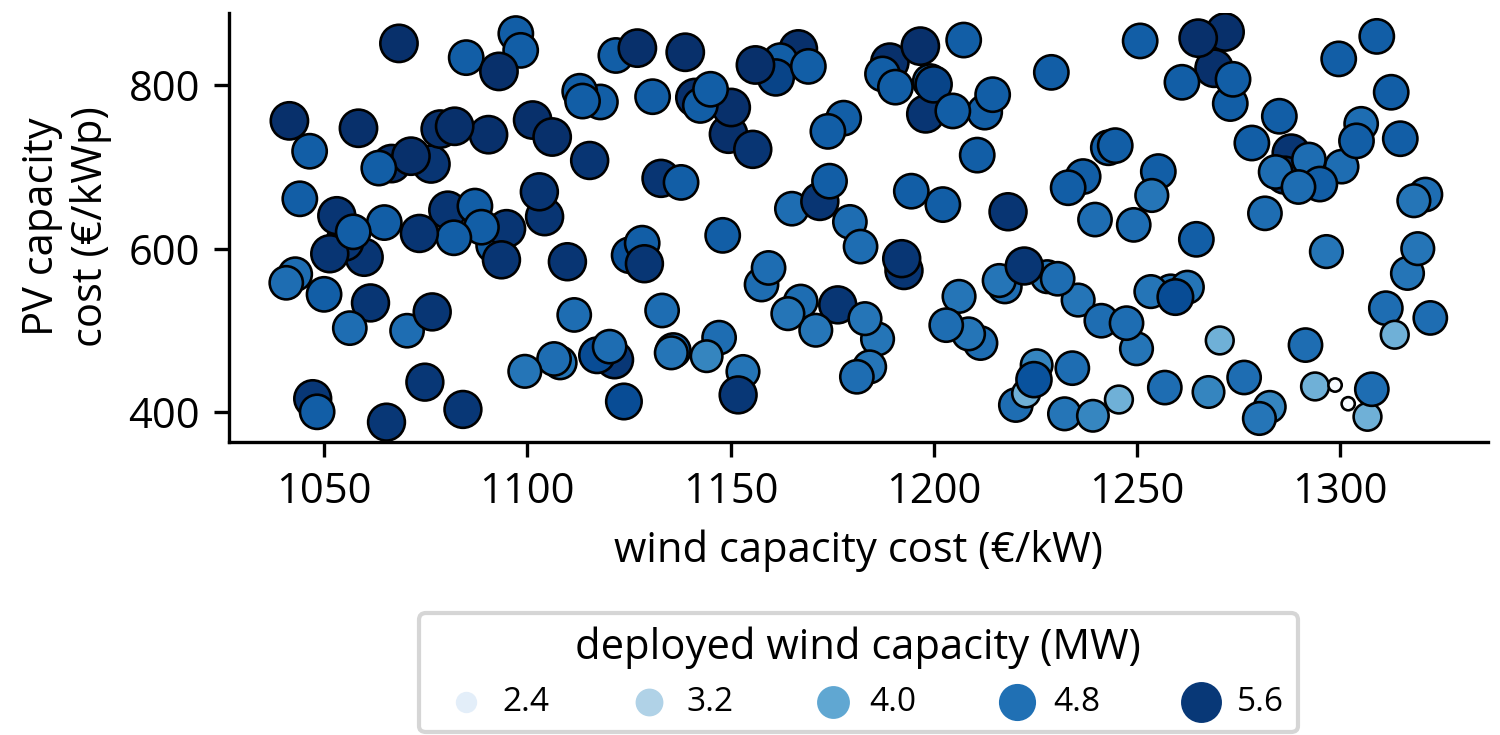 PV capacity
cost (€/kWp)
800
600
400
1050 1100 1150 1200 1250 1300
wind capacity cost (€/kW)
deployed wind capacity (MW)
2.4 3.2 4.0 4.8 5.6